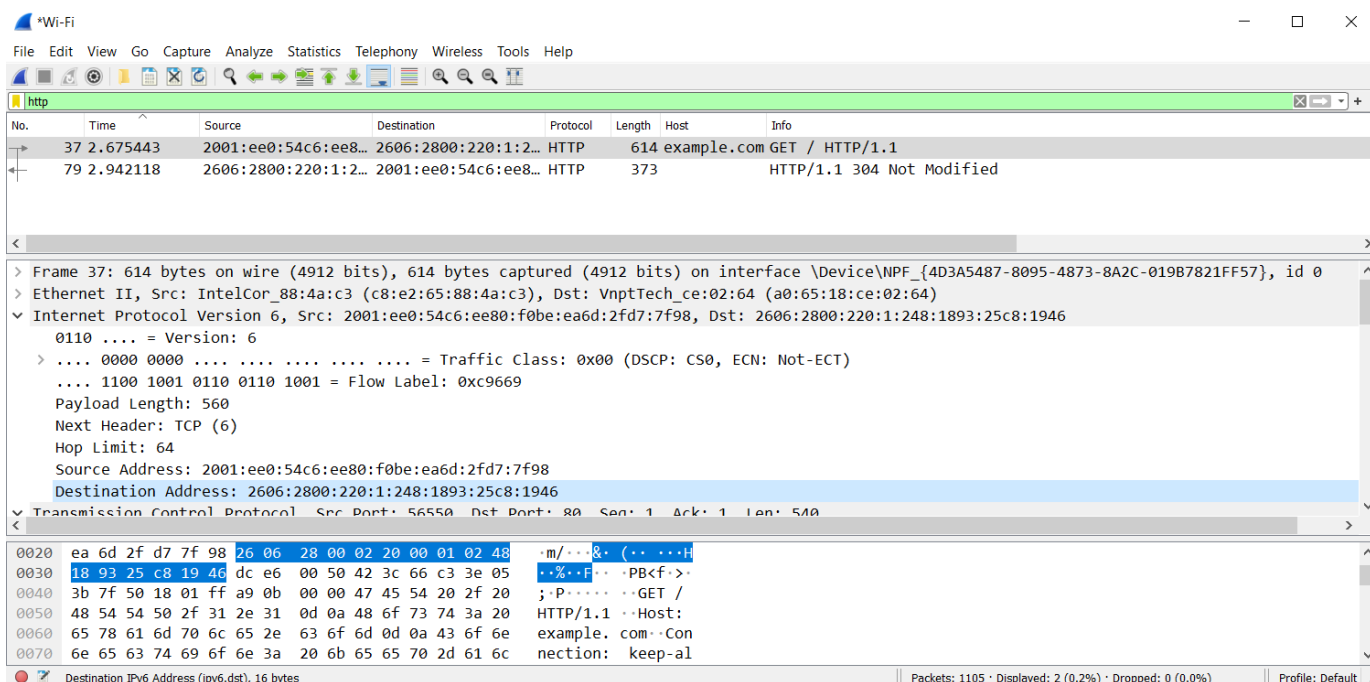 *Wi-Fi
File Edit View Go Capture Analyze Statistics Telephony Wireless Tools Help
http
No. Time Source Destination Protocol Length Host Info
37 2.675443 2001:ee0:54c6:ee8… 2606:2800:220:1:2… HTTP 614 example.com GET / HTTP/1.1
79 2.942118 2606:2800:220:1:2… 2001:ee0:54c6:ee8… HTTP 373 HTTP/1.1 304 Not Modified
Frame 37: 614 bytes on wire (4912 bits), 614 bytes captured (4912 bits) on interface \Device\NPF_{4D3A5487-8095-4873-8A2C-019B7821FF57}, id 0
Ethernet II, Src: IntelCor_88:4a:c3 (c8:e2:65:88:4a:c3), Dst: VnptTech_ce:02:64 (a0:65:18:ce:02:64)
Internet Protocol Version 6, Src: 2001:ee0:54c6:ee80:f0be:ea6d:2fd7:7f98, Dst: 2606:2800:220:1:248:1893:25c8:1946
0110 .... = Version: 6
.... 0000 0000 .... .... .... .... .... = Traffic Class: 0x00 (DSCP: CS0, ECN: Not-ECT)
.... 1100 1001 0110 0110 1001 = Flow Label: 0xc9669
Payload Length: 560
Next Header: TCP (6)
Hop Limit: 64
Source Address: 2001:ee0:54c6:ee80:f0be:ea6d:2fd7:7f98
Destination Address: 2606:2800:220:1:248:1893:25c8:1946
Transmission Control Protocol, Src Port: 56550, Dst Port: 80, Seq: 1, Ack: 1, Len: 540
0020 ea 6d 2f d7 7f 98 26 06 28 00 02 20 00 01 02 48 ·m/···&· (·· ···H
0030 18 93 25 c8 19 46 dc e6 00 50 42 3c 66 c3 3e 05 ··%··F·· ·PB<f·>·
0040 3b 7f 50 18 01 ff a9 0b 00 00 47 45 54 20 2f 20 ;·P····· ··GET /
0050 48 54 54 50 2f 31 2e 31 0d 0a 48 6f 73 74 3a 20 HTTP/1.1 ··Host:
0060 65 78 61 6d 70 6c 65 2e 63 6f 6d 0d 0a 43 6f 6e example. com··Con
0070 6e 65 63 74 69 6f 6e 3a 20 6b 65 65 70 2d 61 6c nection: keep-al
Destination IPv6 Address (ipv6.dst), 16 bytes Packets: 1105 · Displayed: 2 (0.2%) · Dropped: 0 (0.0%) Profile: Default